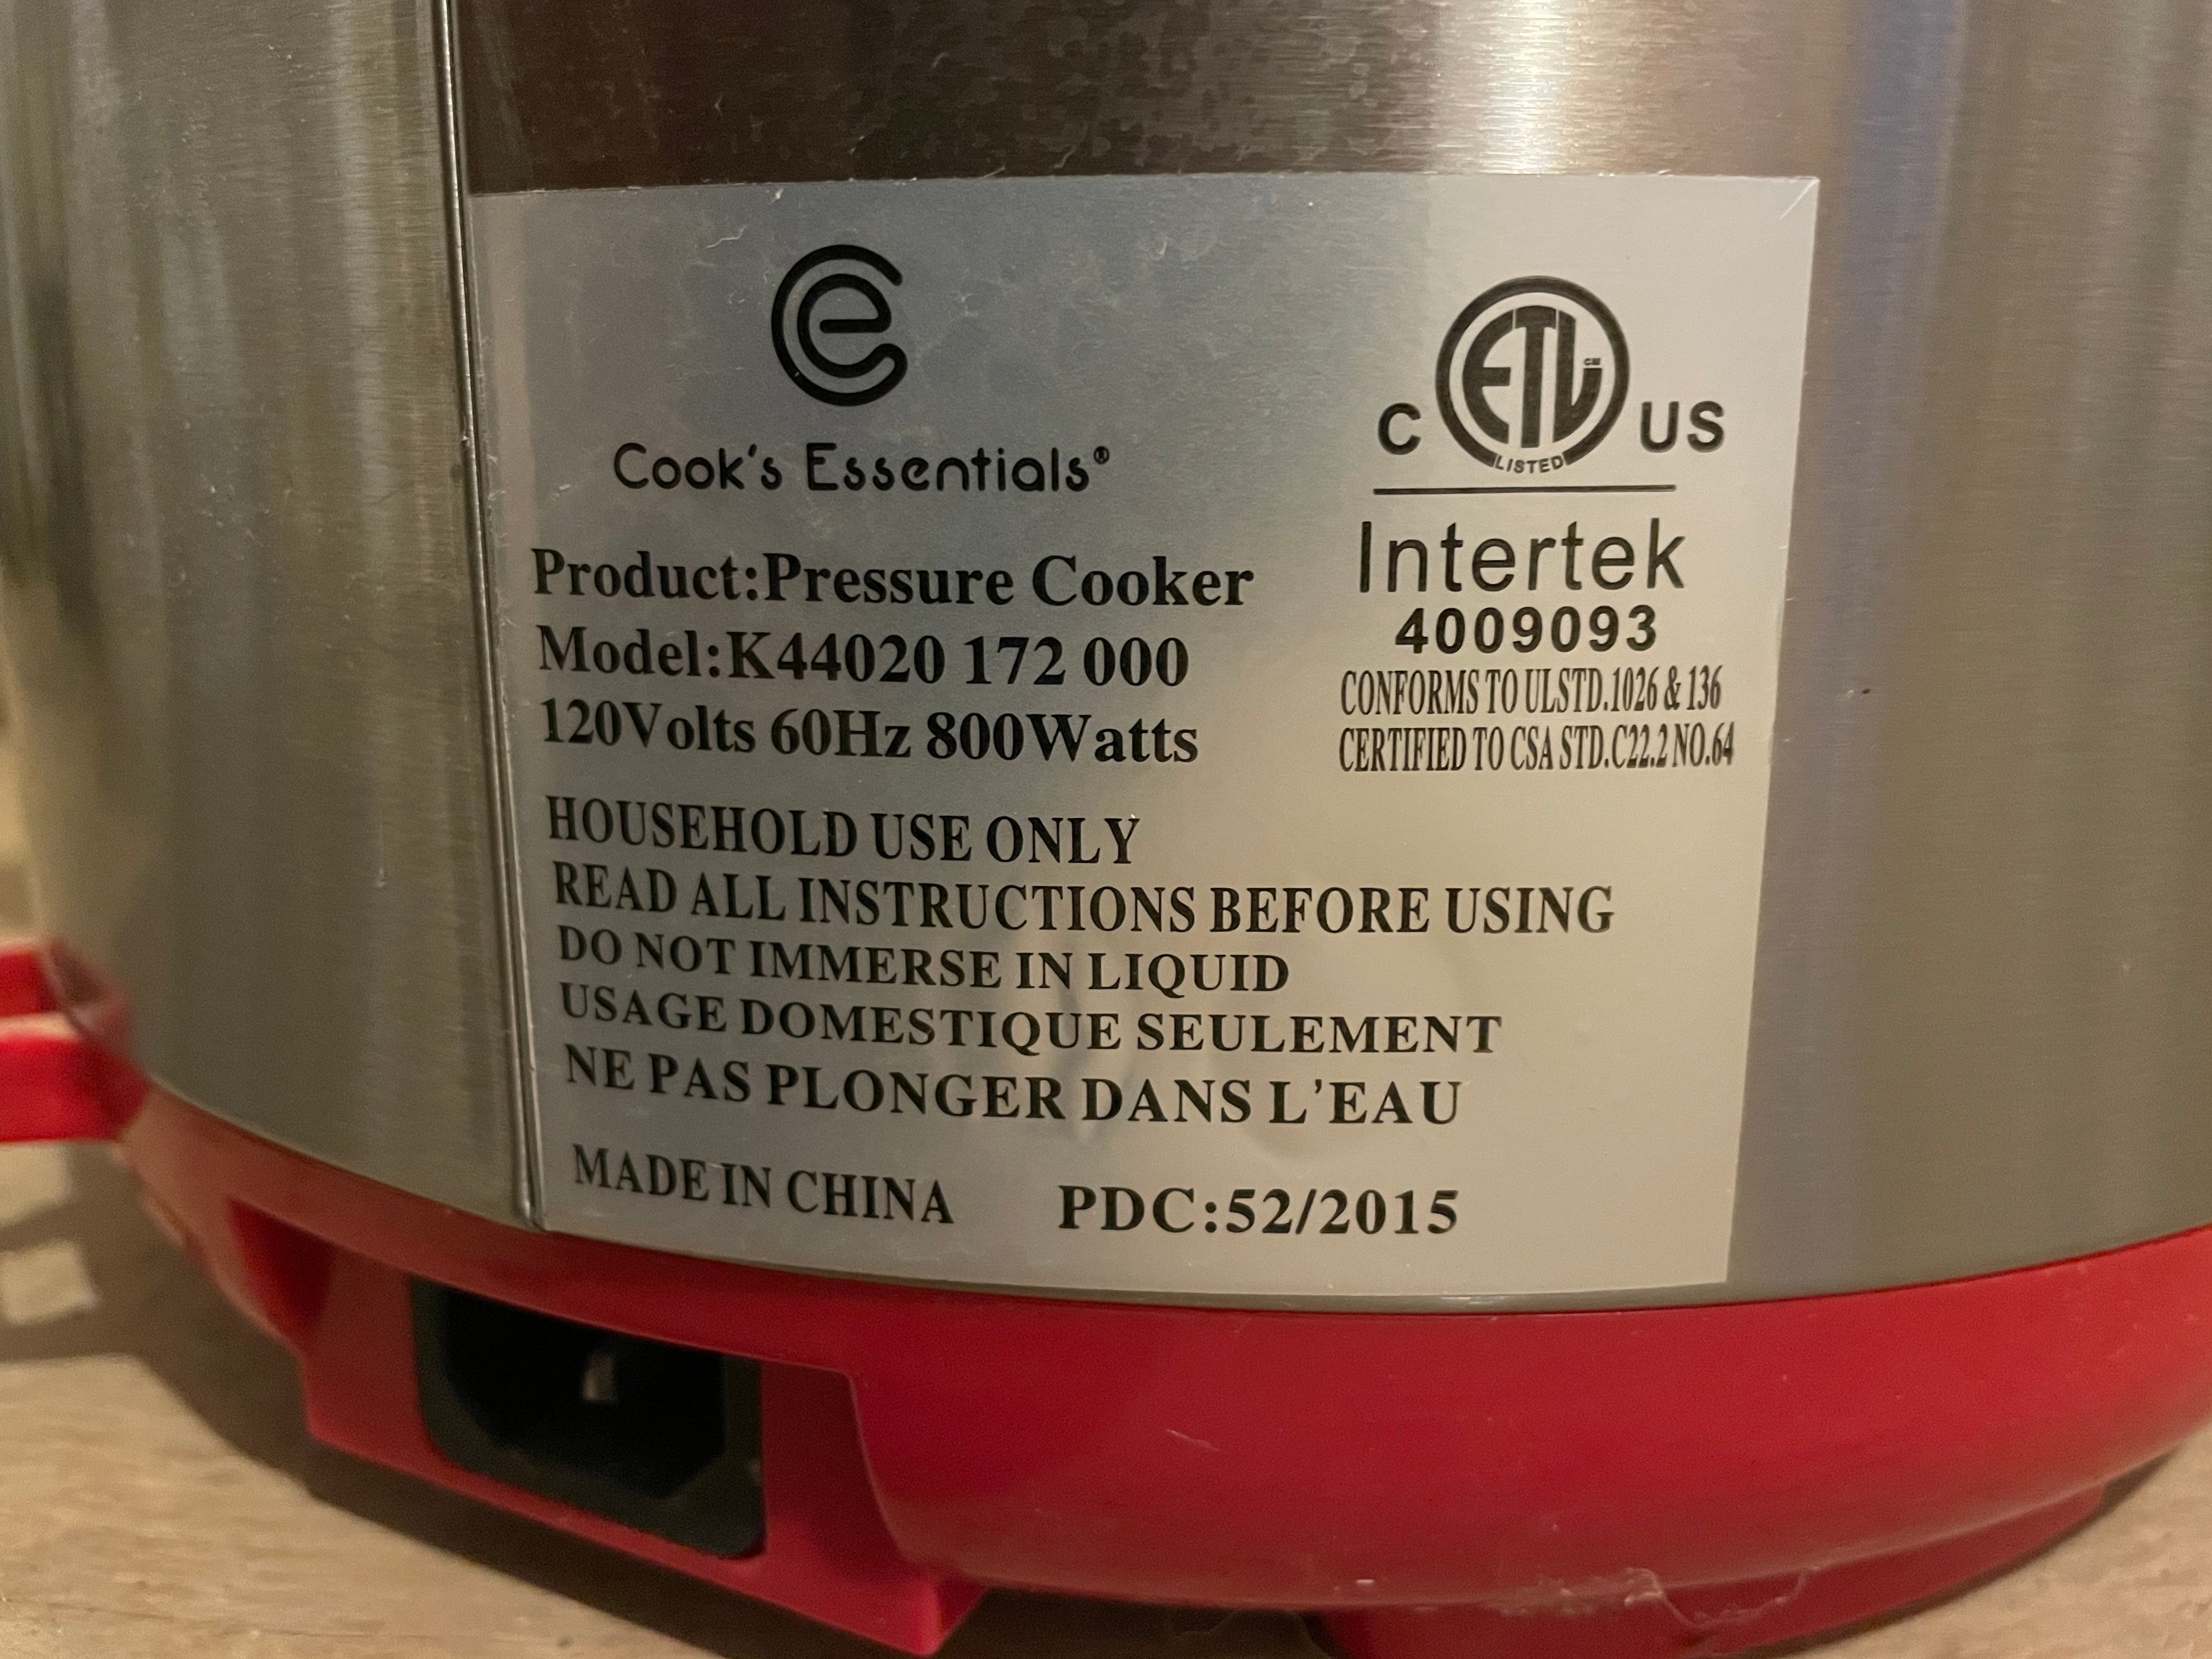 Cook's Essentials®
Product:Pressure Cooker
Model:K44020 172 000
120Volts 60Hz 800Watts
HOUSEHOLD USE ONLY
READ ALL INSTRUCTIONS BEFORE USING
DO NOT IMMERSE IN LIQUID
USAGE DOMESTIQUE SEULEMENT
NE PAS PLONGER DANS L'EAU
MADE IN CHINA PDC:52/2015
C ETL CM US
LISTED
Intertek
4009093
CONFORMS TO ULSTD.1026 & 136
CERTIFIED TO CSA STD.C22.2 NO.64